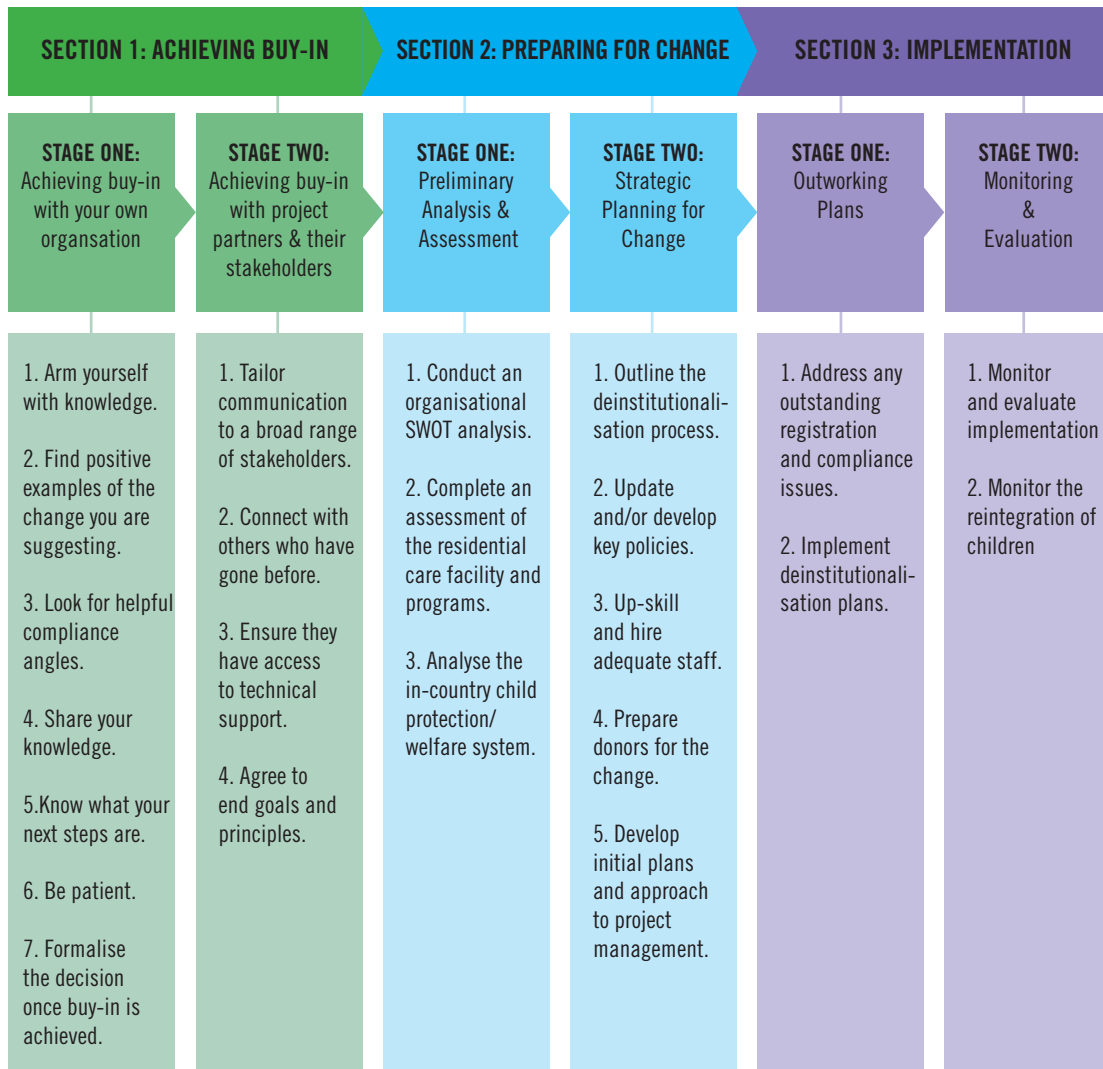 SECTION 1: ACHIEVING BUY-IN
SECTION 2: PREPARING FOR CHANGE
SECTION 3: IMPLEMENTATION
STAGE ONE:
Achieving buy-in
with your own
organsation
STAGE TWO:
Achieving buy-in
with project
partners & their
stakeholders
STAGE ONE:
Preliminary
Analysis &
Assessment
STAGE TWO:
Strategic
Planning for
Change
STAGE ONE:
Outworking
Plans
STAGE TWO:
Monitoring
&
Evaluation
1. Arm yourself
with knowledge.
2. Find positive
examples of the
change you are
suggesting.
3. Look for helpful
compliance
angles.
4. Share your
knowledge.
5.Know what your
next steps are.
6. Be patient.
7. Formalise
the decision
once buy-in is
achieved.
1. Tailor
communication
to a broad range
of stakeholders.
2. Connect with
others who have
gone before.
3. Ensure they
have access
to technical
support.
4. Agree to
end goals and
principles.
1. Conduct an
organisational
SWOT analysis.
2. Complete an
assessment of
the residential
care facility and
programs.
3. Analyse the
in-country child
protection/
welfare system.
1. Outline the
deinstitutionali-
sation process.
2. Update
and/or develop
key policies.
3. Up-skill
and hire
adequate staff.
4. Prepare
donors for the
change.
5. Develop
initial plans
and approach
to project
management.
1. Address any
outstanding
registration
and compliance
issues.
2. Implement
deinstitutionali-
sation plans.
1. Monitor
and evaluate
implementation
2. Monitor the
reintegration of
children